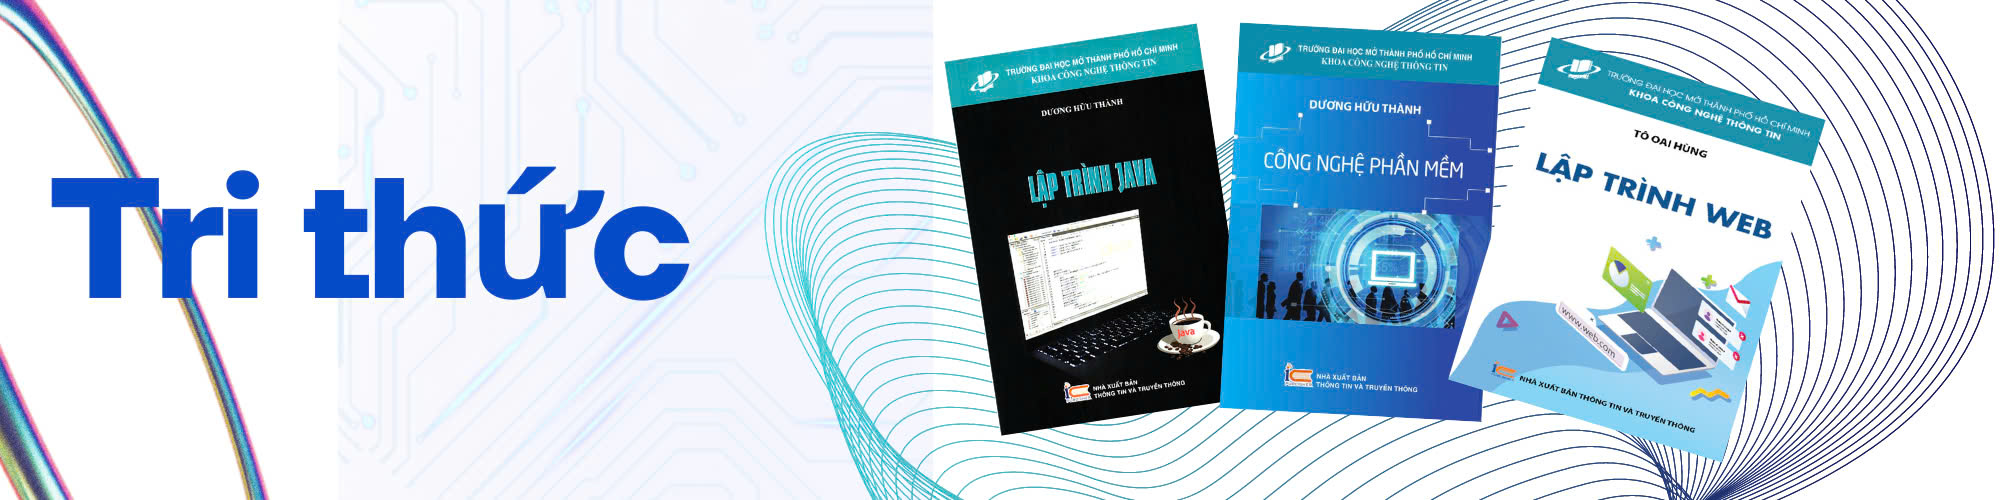 Tri thức
TRƯỜNG ĐẠI HỌC MỞ THÀNH PHỐ HỒ CHÍ MINH
KHOA CÔNG NGHỆ THÔNG TIN
DƯƠNG HỮU THÀNH
LẬP TRÌNH JAVA
Java
NHÀ XUẤT BẢN
THÔNG TIN VÀ TRUYỀN THÔNG
TRƯỜNG ĐẠI HỌC MỞ THÀNH PHỐ HỒ CHÍ MINH
KHOA CÔNG NGHỆ THÔNG TIN
DƯƠNG HỮU THÀNH
CÔNG NGHỆ PHẦN MỀM
NHÀ XUẤT BẢN
THÔNG TIN VÀ TRUYỀN THÔNG
TRƯỜNG ĐẠI HỌC MỞ THÀNH PHỐ HỒ CHÍ MINH
KHOA CÔNG NGHỆ THÔNG TIN
TÔ OAI HÙNG
LẬP TRÌNH WEB
www.web.com
NHÀ XUẤT BẢN THÔNG TIN VÀ TRUYỀN THÔNG